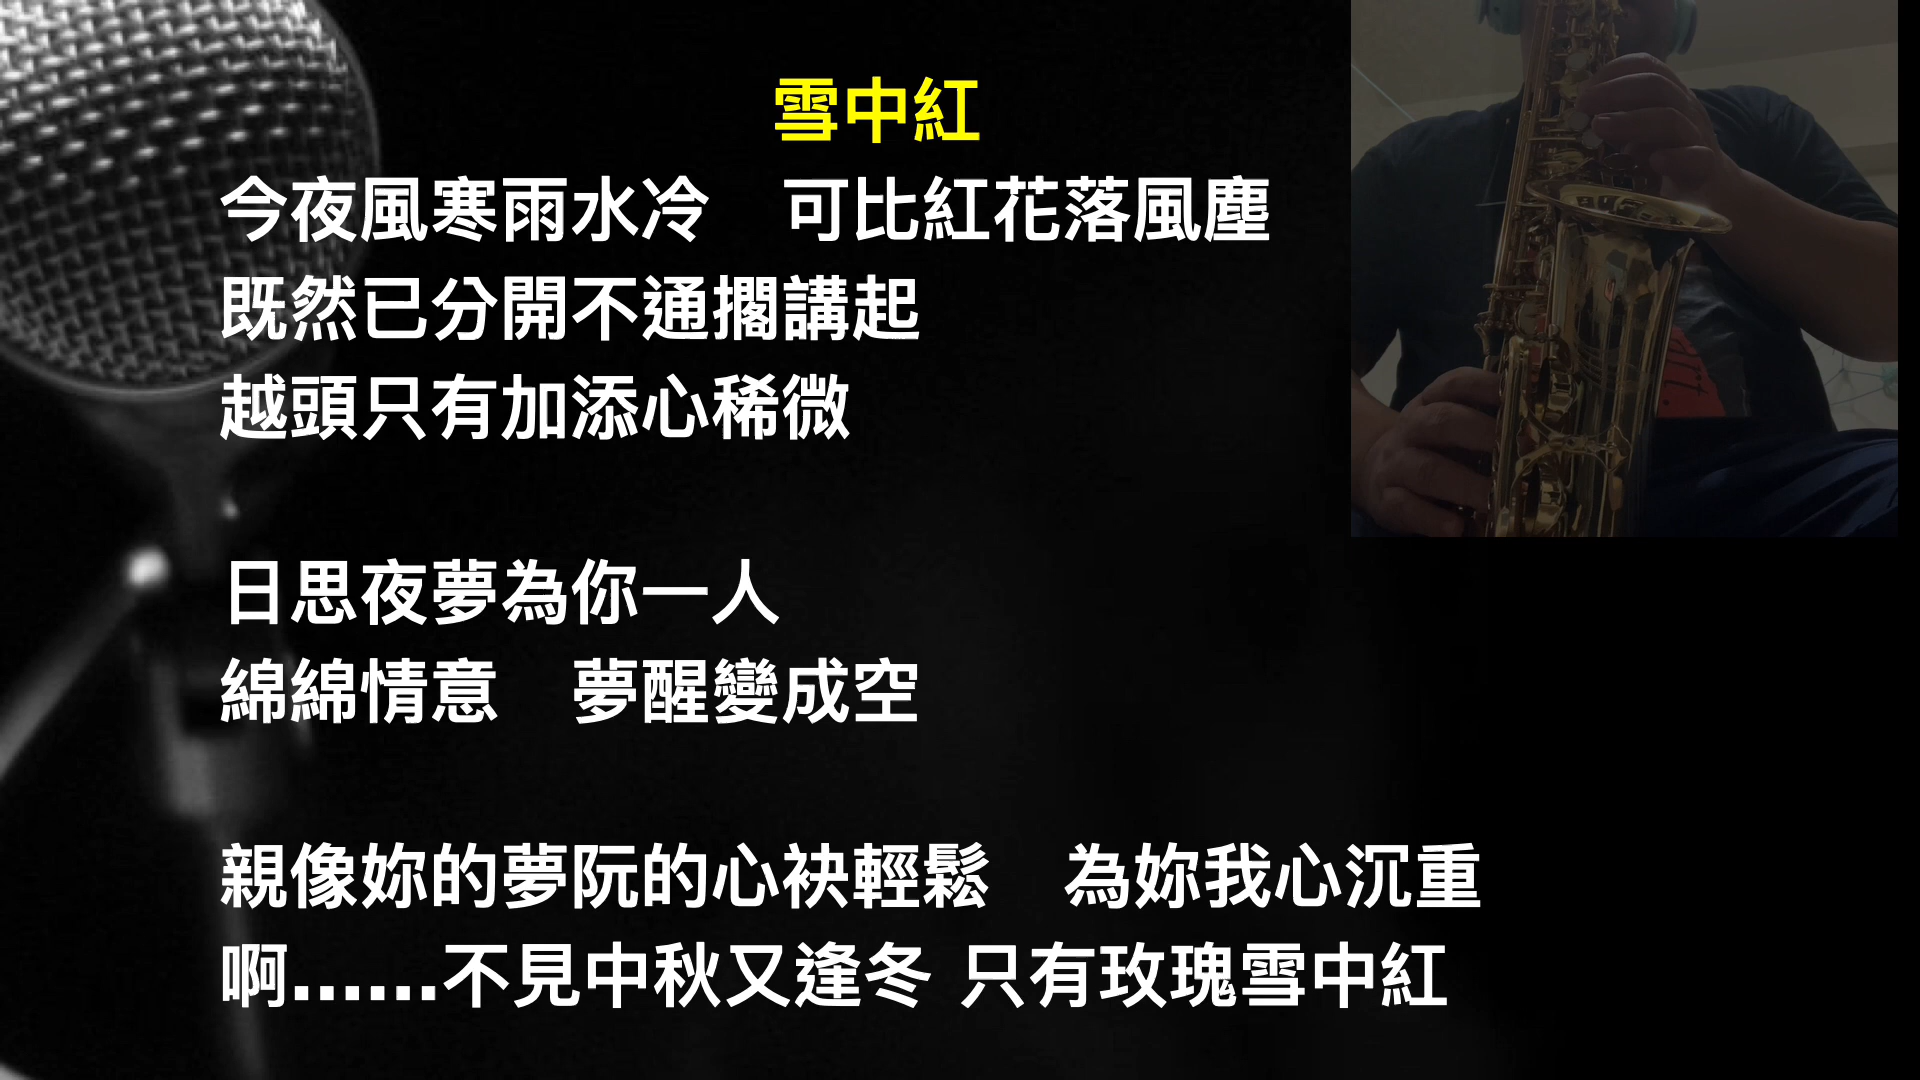 雪中紅
今夜風寒雨水冷　可比紅花落風塵
既然已分開不通擱講起
越頭只有加添心稀微
日思夜夢為你一人
綿綿情意　夢醒變成空
親像妳的夢阮的心袂輕鬆　為妳我心沉重
啊……不見中秋又逢冬 只有玫瑰雪中紅